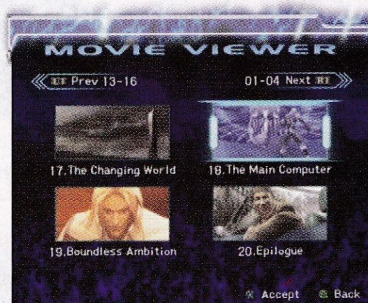 MOVIE VIEWER
Prev 13-16
01-04 Next
17.The Changing World
18.The Main Computer
19.Boundless Ambition
20.Epilogue
Accept Back